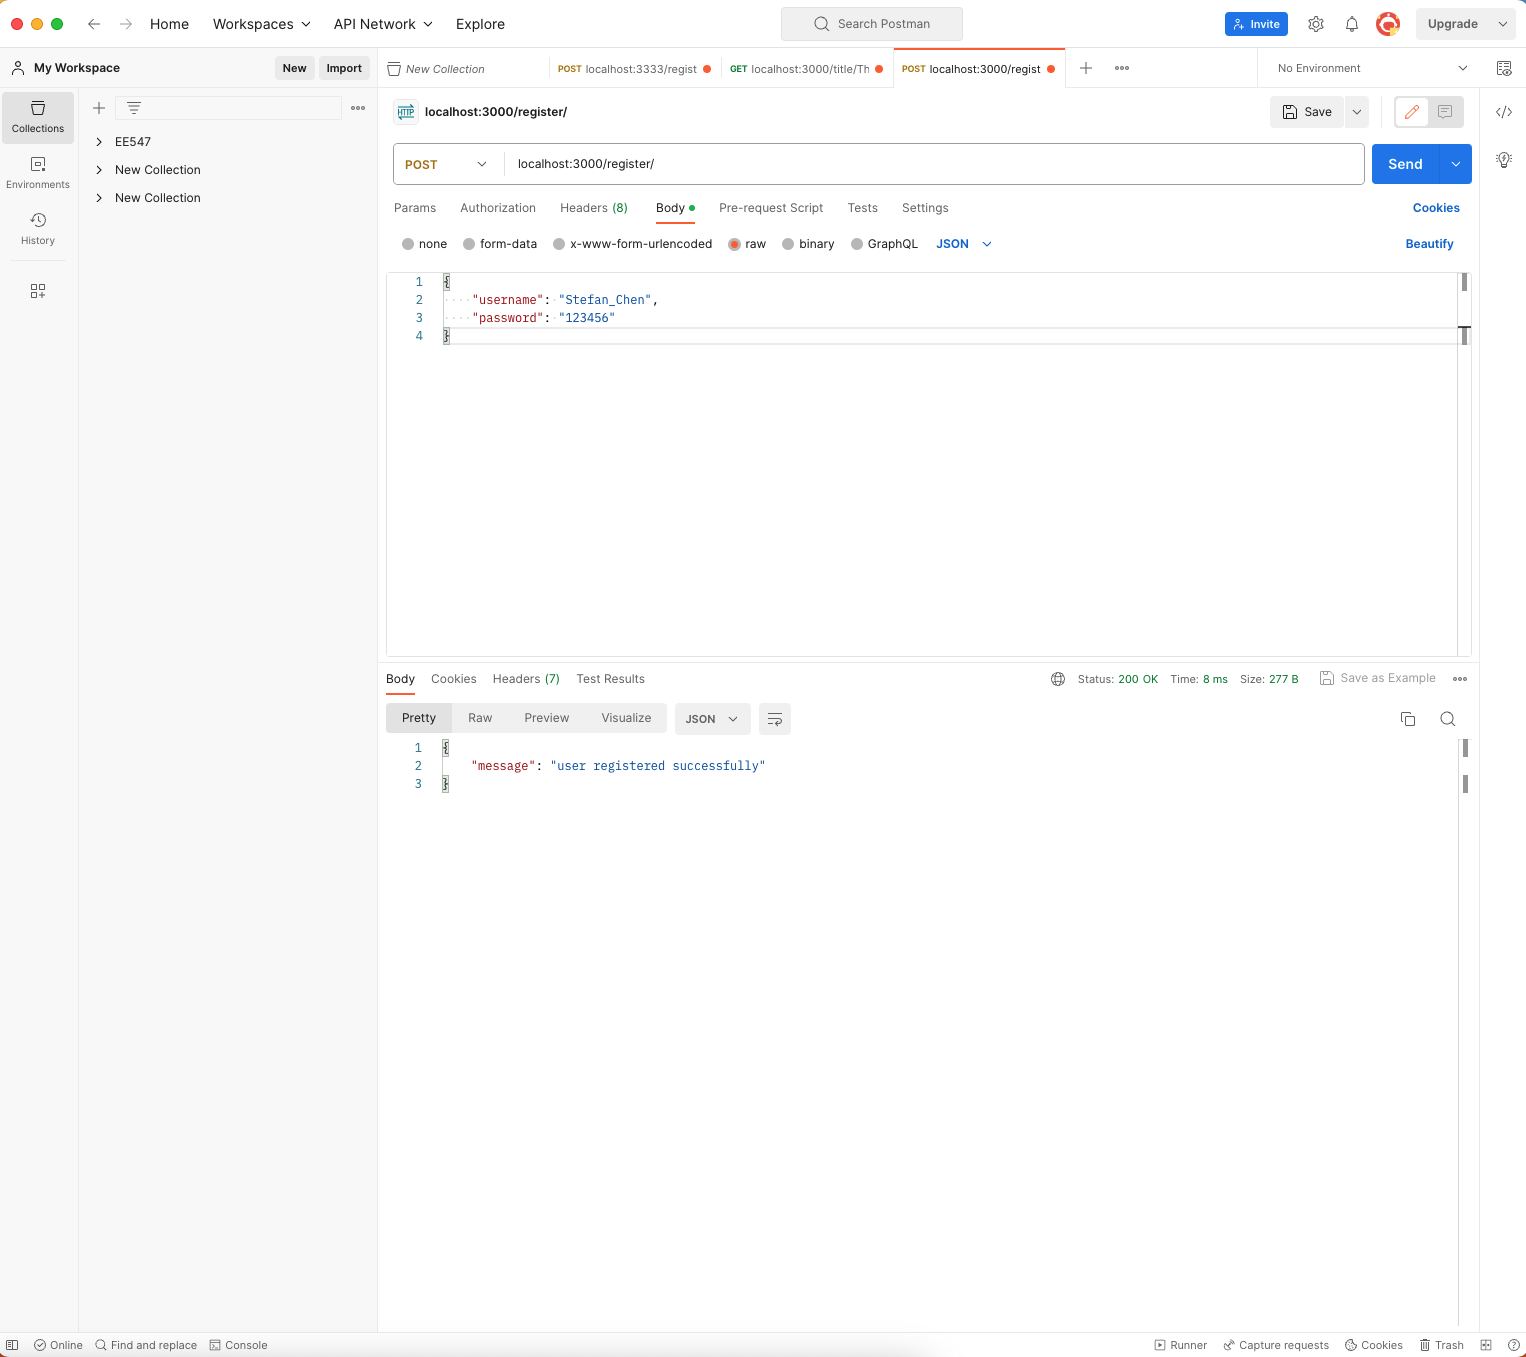 Home
Workspaces
API Network
Explore
Search Postman
Invite
Upgrade
My Workspace
New
Import
New Collection
POST localhost:3333/regist
GET localhost:3000/title/Th
POST localhost:3000/regist
No Environment
Collections
Environments
History
EE547
New Collection
New Collection
HTTP
localhost:3000/register/
Save
POST
localhost:3000/register/
Send
Params
Authorization
Headers (8)
Body
Pre-request Script
Tests
Settings
Cookies
none
form-data
x-www-form-urlencoded
raw
binary
GraphQL
JSON
Beautify
1 {
2 "username": "Stefan_Chen",
3 "password": "123456"
4 }
Body
Cookies
Headers (7)
Test Results
Status: 200 OK
Time: 8 ms
Size: 277 B
Save as Example
Pretty
Raw
Preview
Visualize
JSON
1 {
2 "message": "user registered successfully"
3 }
Online
Find and replace
Console
Runner
Capture requests
Cookies
Trash